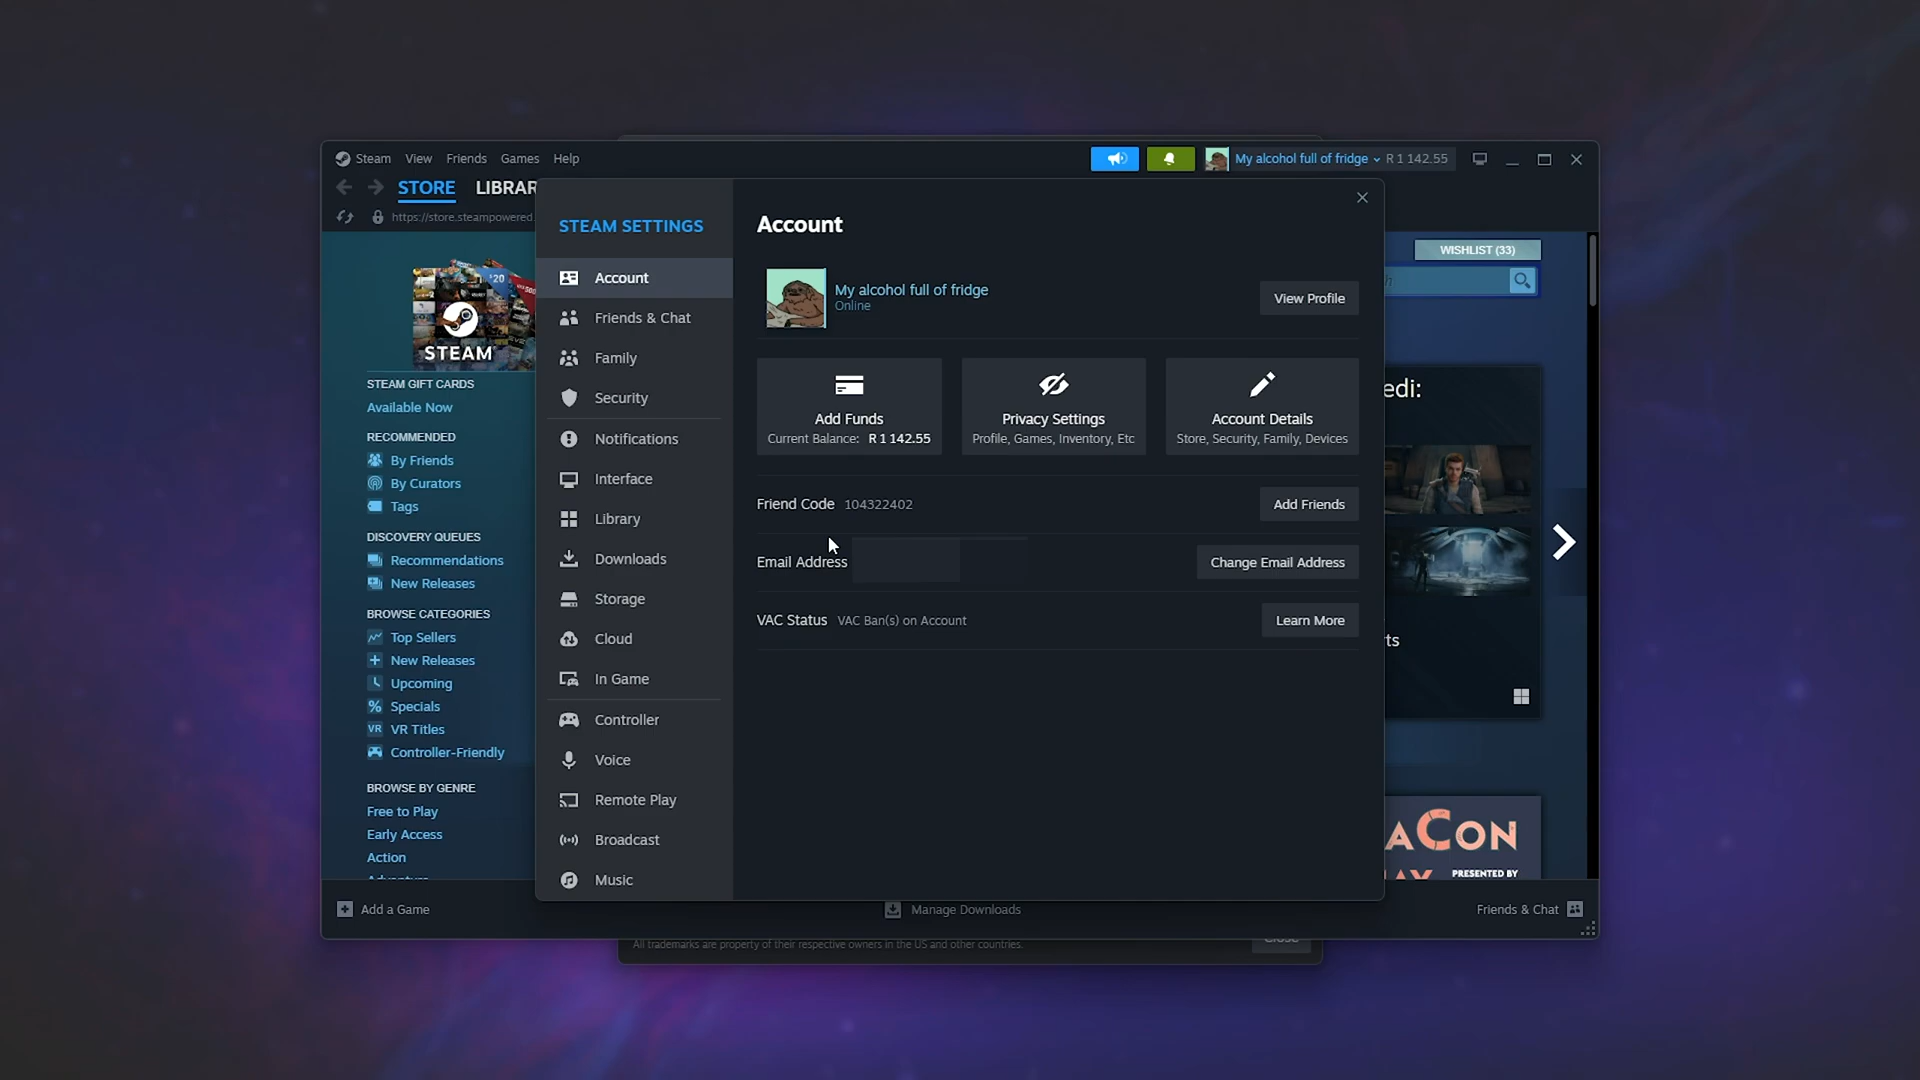 Steam View Friends Games Help
My alcohol full of fridge R 1 142.55
STORE LIBRAR
https://store.steampowered.
WISHLIST (33)
$20
STEAM
STEAM GIFT CARDS
Available Now
RECOMMENDED
By Friends
By Curators
Tags
DISCOVERY QUEUES
Recommendations
New Releases
BROWSE CATEGORIES
Top Sellers
New Releases
Upcoming
Specials
VR VR Titles
Controller-Friendly
BROWSE BY GENRE
Free to Play
Early Access
Action
STEAM SETTINGS
Account
Friends & Chat
Family
Security
Notifications
Interface
Library
Downloads
Storage
Cloud
In Game
Controller
Voice
Remote Play
Broadcast
Music
Account
My alcohol full of fridge
Online
View Profile
Add Funds
Current Balance: R 1 142.55
Privacy Settings
Profile, Games, Inventory, Etc
Account Details
Store, Security, Family, Devices
Friend Code 104322402
Add Friends
Email Address
Change Email Address
VAC Status VAC Ban(s) on Account
Learn More
edi:
ts
ACON
PRESENTED BY
Add a Game
Manage Downloads
Friends & Chat
All trademarks are property of their respective owners in the US and other countries.